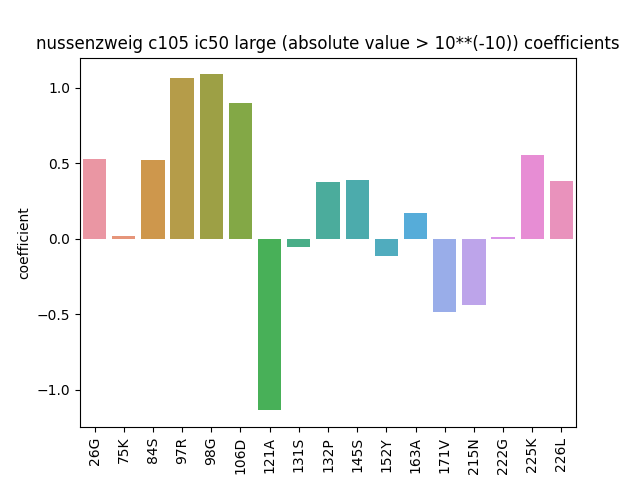 nussenzweig c105 ic50 large (absolute value > 10**(-10)) coefficients
coefficient
1.0
0.5
0.0
−0.5
−1.0
26G
75K
84S
97R
98G
106D
121A
131S
132P
145S
152Y
163A
171V
215N
222G
225K
226L